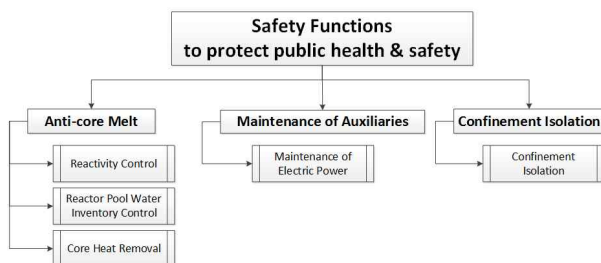 Safety Functions
to protect public health & safety
Anti-core Melt
Maintenance of Auxiliaries
Confinement Isolation
Reactivity Control
Maintenance of
Electric Power
Confinement
Isolation
Reactor Pool Water
Inventory Control
Core Heat Removal